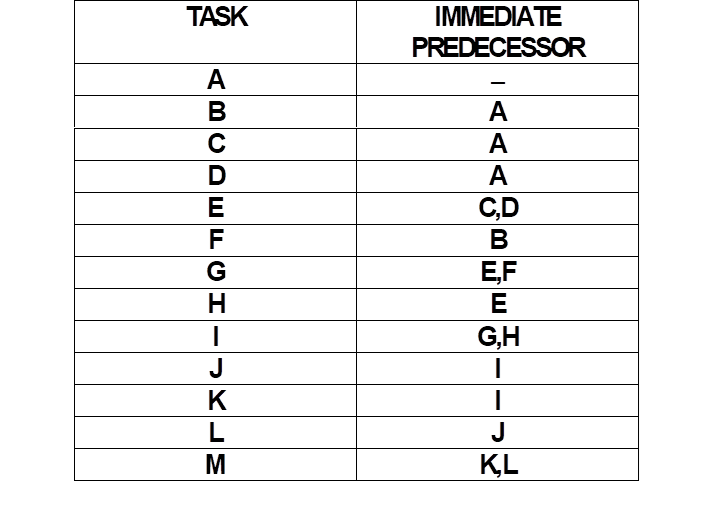 TASK IMMEDIATE
PREDECESSOR
A –
B A
C A
D A
E C,D
F B
G E,F
H E
I G,H
J I
K I
L J
M K,L